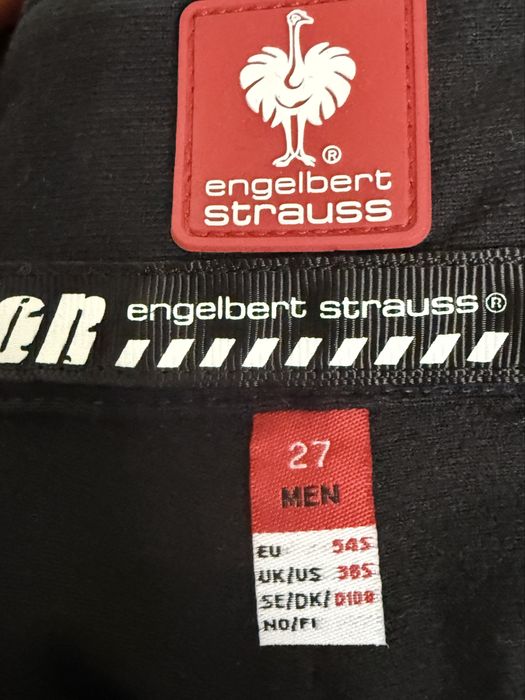 ®
engelbert
strauss
engelbert strauss®
27
MEN
EU 54S
UK/US 38S
SE/DK/ D108
NO/FI